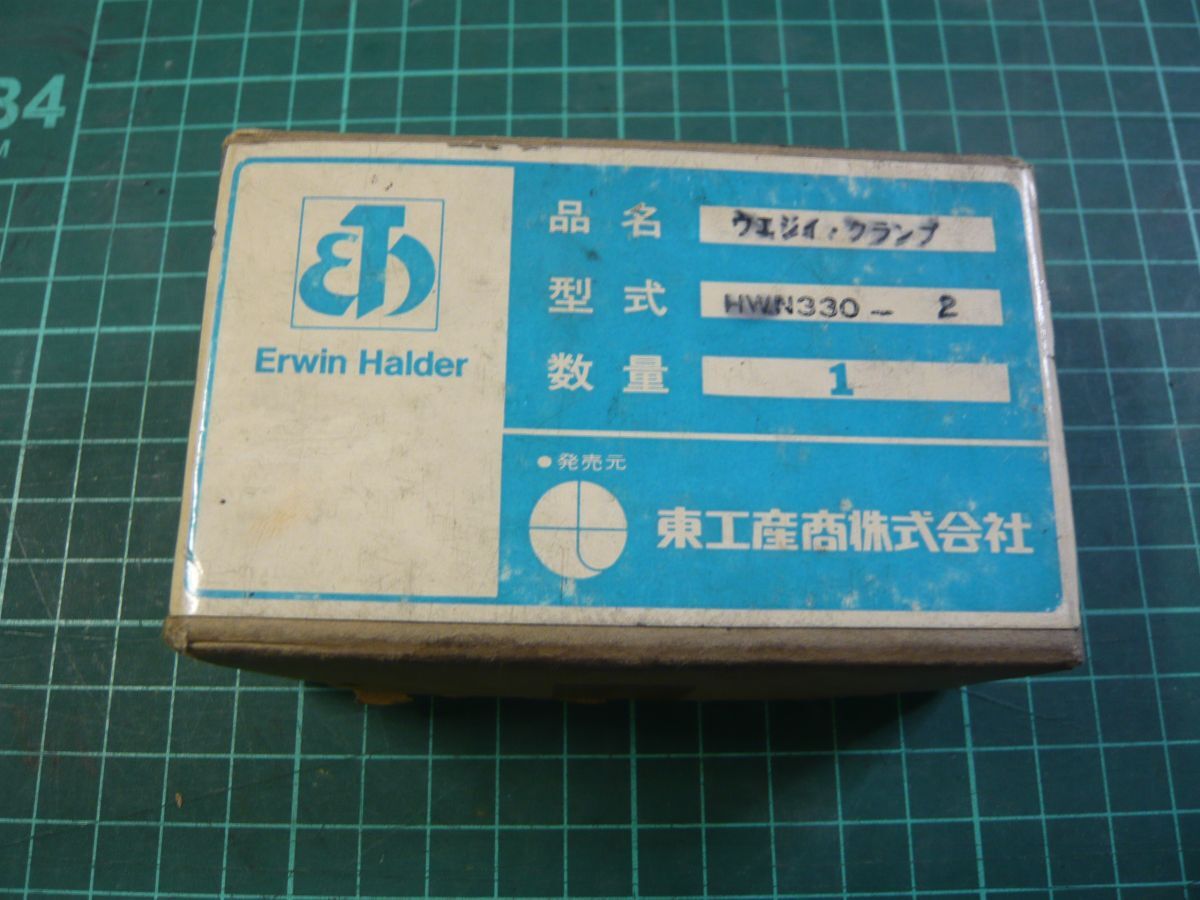 34
M
Eh
Erwin Halder
品名 ウエジイ・クランプ
型式 HWN330- 2
数量 1
●発売元
東工産商株式会社